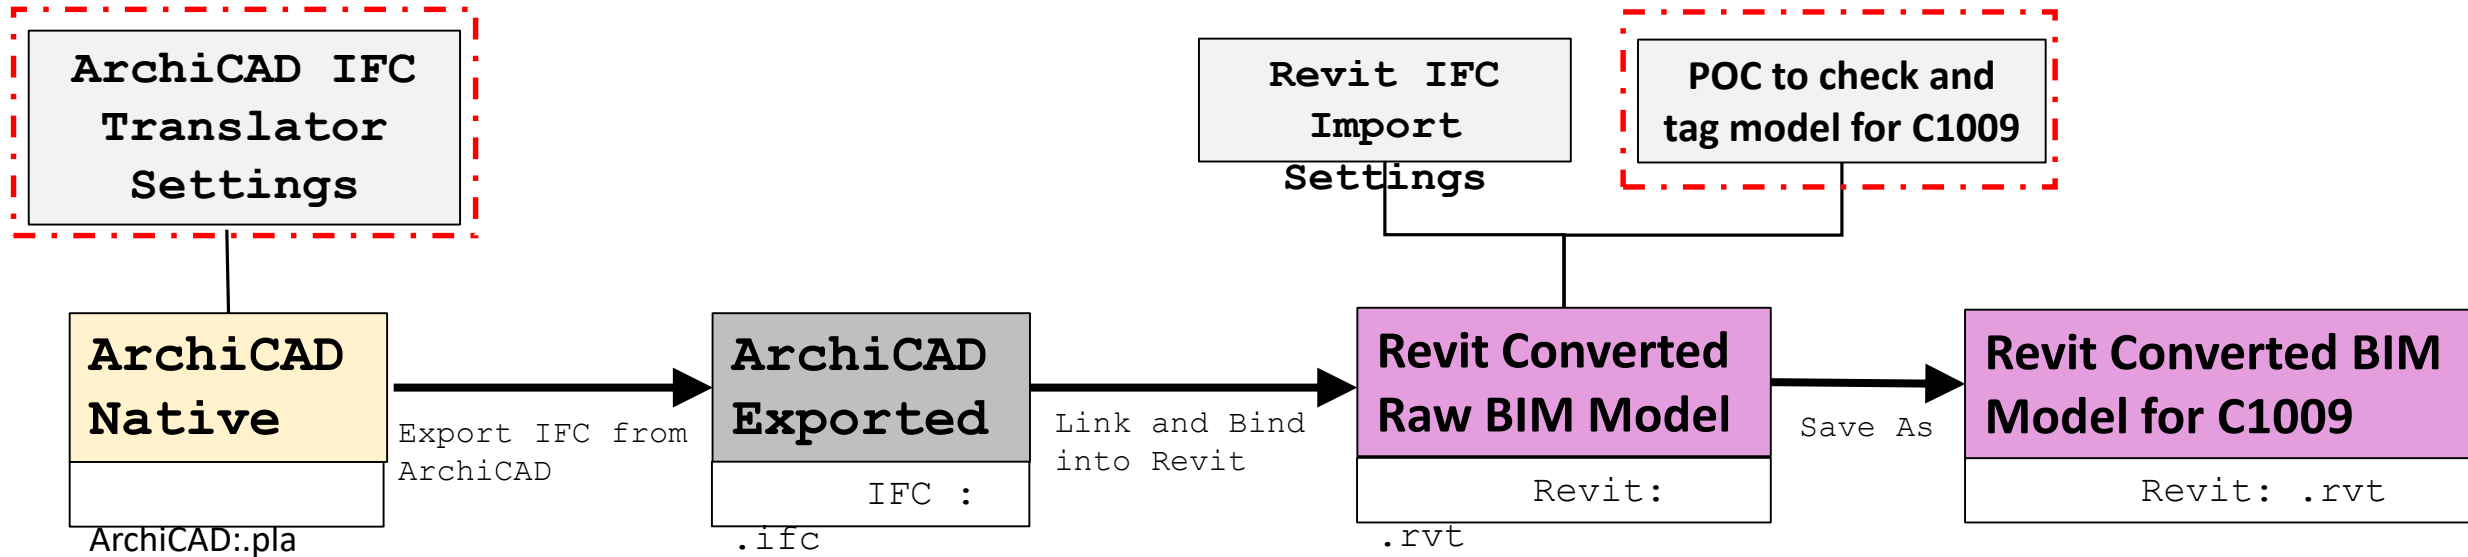 ArchiCAD IFC
Translator
Settings
Revit IFC
Import
Settings
POC to check and
tag model for C1009
ArchiCAD
Native
ArchiCAD:.pla
Export IFC from
ArchiCAD
ArchiCAD
Exported
IFC :
.ifc
Link and Bind
into Revit
Revit Converted
Raw BIM Model
Revit:
.rvt
Save As
Revit Converted BIM
Model for C1009
Revit: .rvt